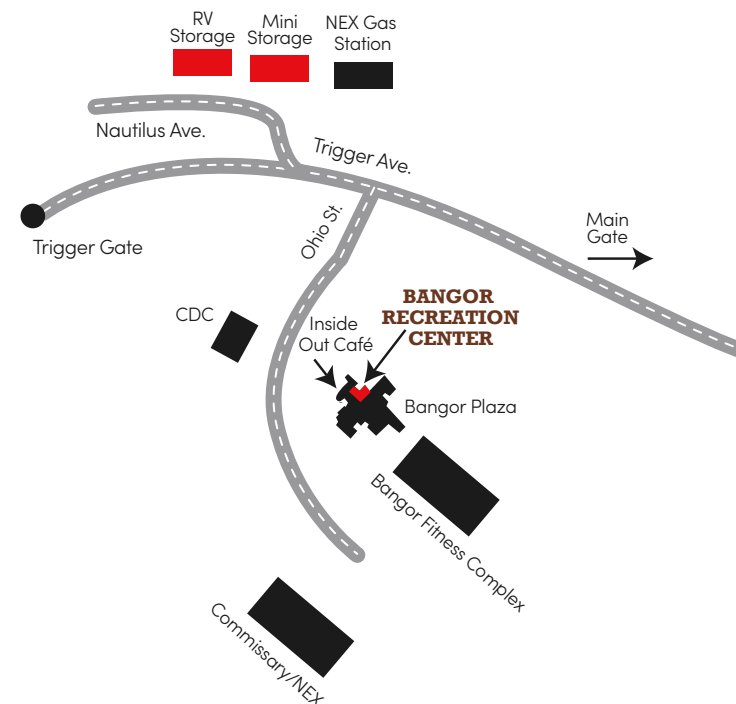 RV
Storage
Mini
Storage
NEX Gas
Station
Nautilus Ave.
Trigger Ave.
Trigger Gate
Ohio St.
Main
Gate
CDC
Inside
Out Café
BANGOR
RECREATION
CENTER
Bangor Plaza
Bangor Fitness Complex
Commissary/NEX